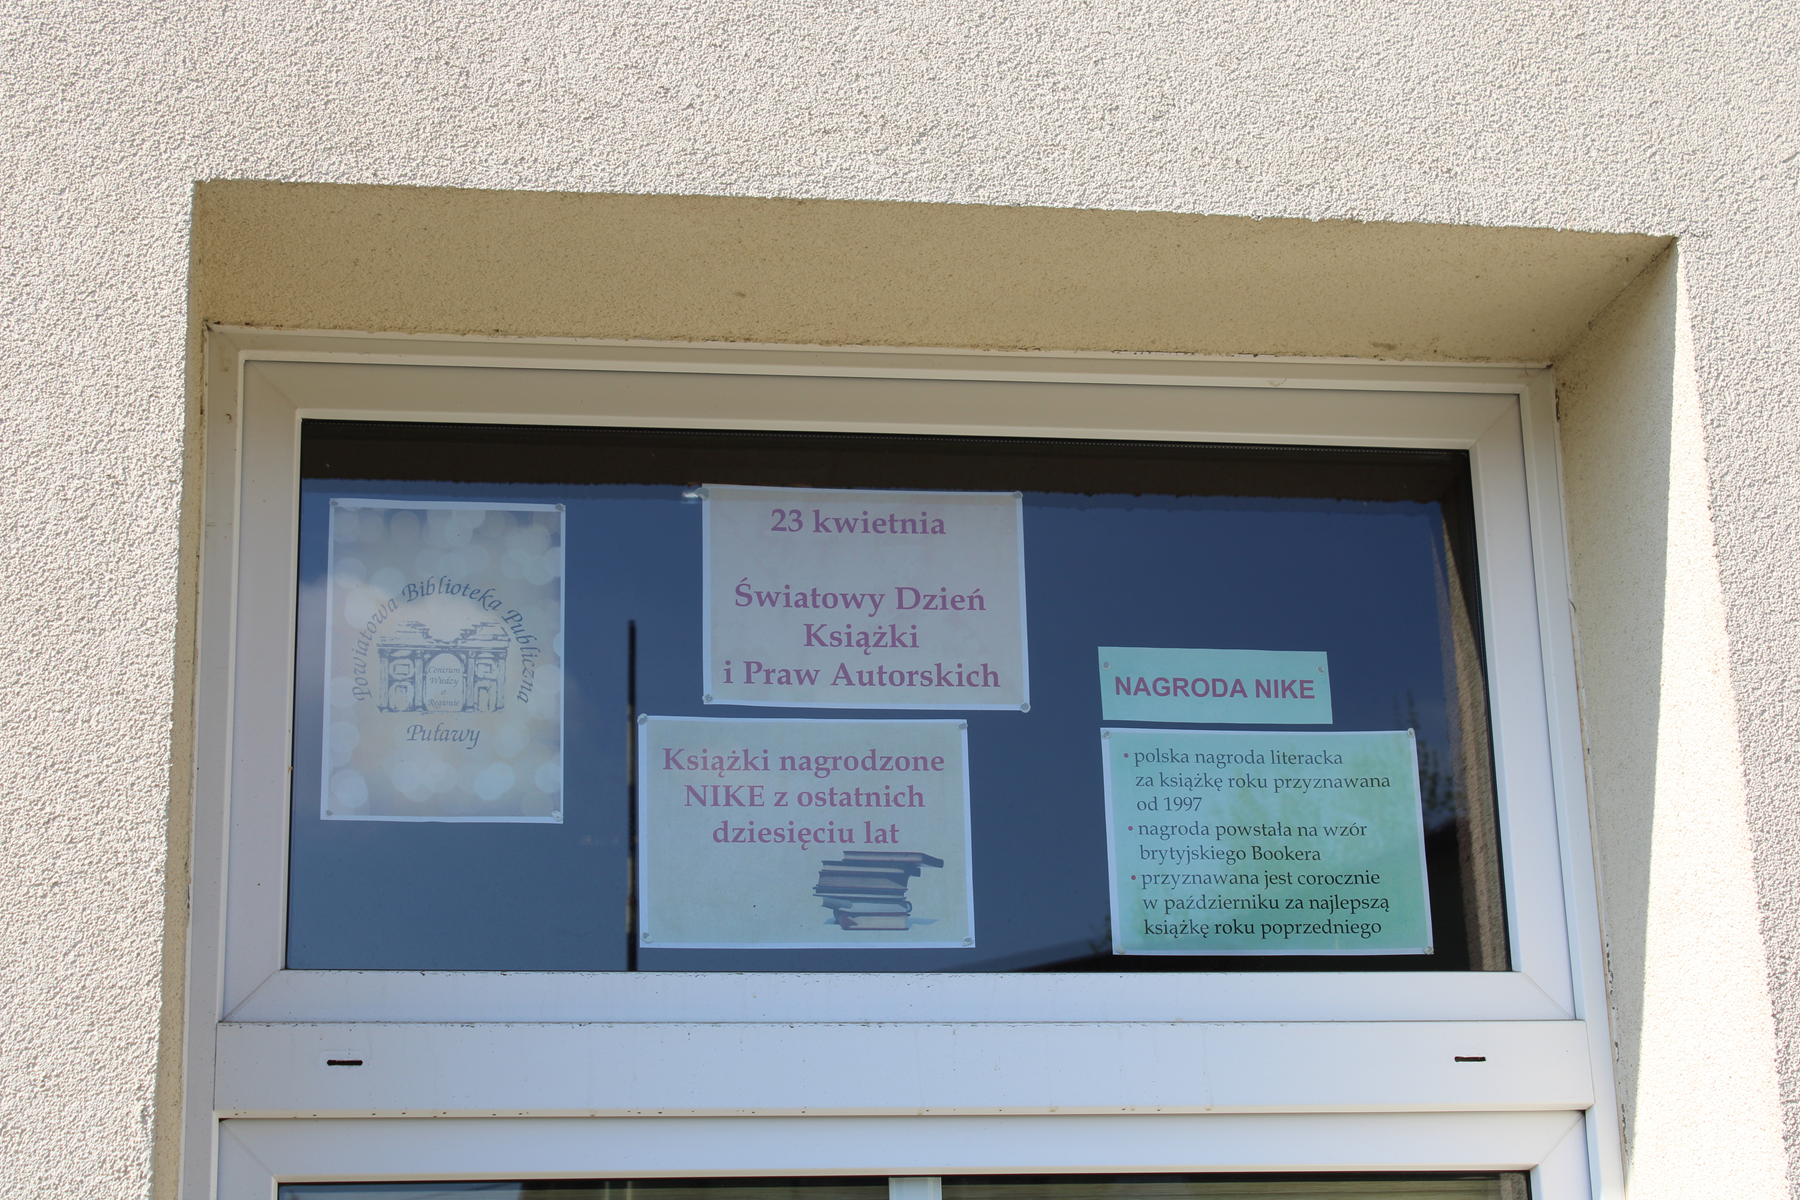 Powiatowa Biblioteka Publiczna
Centrum
Wiedzy
o
Regionie
Puławy
23 kwietnia
Światowy Dzień
Książki
i Praw Autorskich
Książki nagrodzone
NIKE z ostatnich
dziesięciu lat
NAGRODA NIKE
• polska nagroda literacka
za książkę roku przyznawana
od 1997
• nagroda powstała na wzór
brytyjskiego Bookera
• przyznawana jest corocznie
w październiku za najlepszą
książkę roku poprzedniego